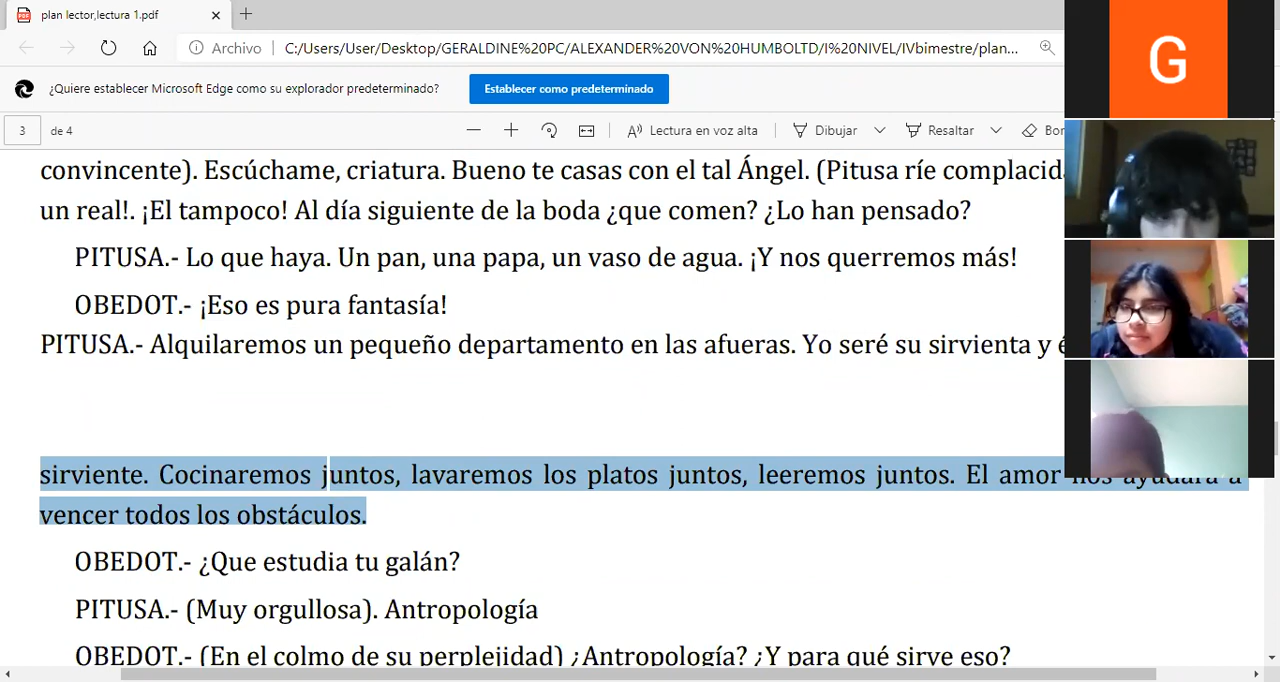 plan lector,lectura 1.pdf
Archivo C:/Users/User/Desktop/GERALDINE%20PC/ALEXANDER%20VON%20HUMBOLTD/I%20NIVEL/IVbimestre/plan...
¿Quiere establecer Microsoft Edge como su explorador predeterminado? Establecer como predeterminado
3 de 4 Lectura en voz alta Dibujar Resaltar Bor
convincente). Escúchame, criatura. Bueno te casas con el tal Ángel. (Pitusa ríe complacid
un real!. ¡El tampoco! Al día siguiente de la boda ¿que comen? ¿Lo han pensado?
PITUSA.- Lo que haya. Un pan, una papa, un vaso de agua. ¡Y nos querremos más!
OBEDOT.- ¡Eso es pura fantasía!
PITUSA.- Alquilaremos un pequeño departamento en las afueras. Yo seré su sirvienta y é
sirviente. Cocinaremos juntos, lavaremos los platos juntos, leeremos juntos. El amor nos ayudará a
vencer todos los obstáculos.
OBEDOT.- ¿Que estudia tu galán?
PITUSA.- (Muy orgullosa). Antropología
OBEDOT.- (En el colmo de su perplejidad) ¿Antropología? ¿Y para qué sirve eso?
G